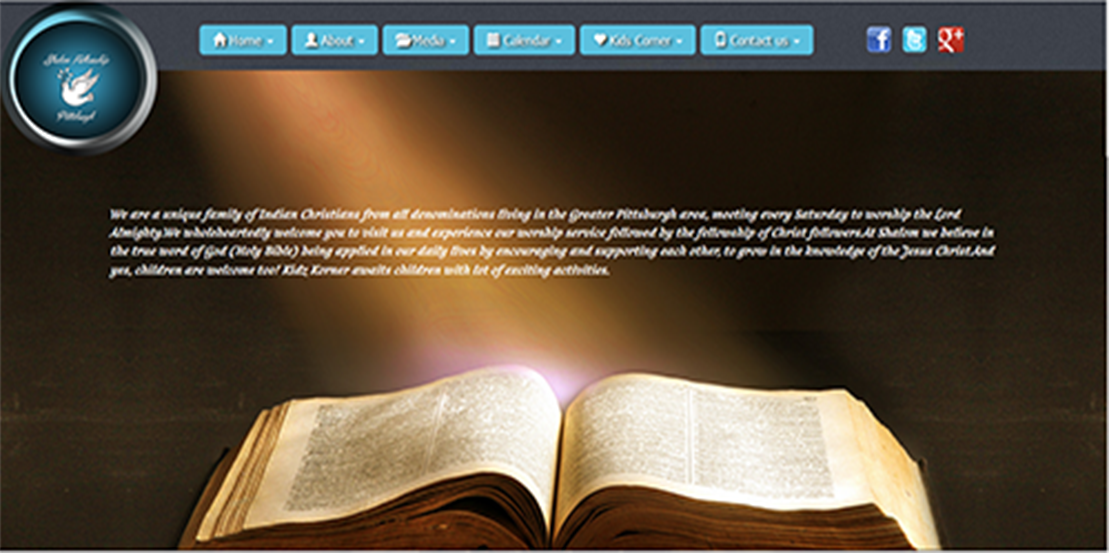 Shalom Fellowship
Pittsburgh
Home
About
Media
Calendar
Kids Corner
Contact us
We are a unique family of Indian Christians from all denominations living in the Greater Pittsburgh area, meeting every Saturday to worship the Lord
Almighty.We wholeheartedly welcome you to visit us and experience our worship service followed by the fellowship of Christ followers.At Shalom we believe in
the true word of God (Holy Bible) being applied in our daily lives by encouraging and supporting each other, to grow in the knowledge of the Jesus Christ.And
yes, children are welcome too! Kidz Korner awaits children with lot of exciting activities.